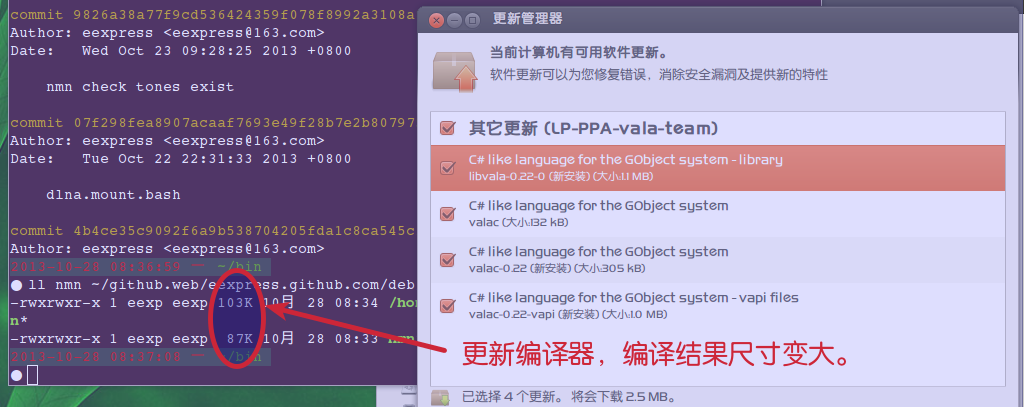 commit 9826a38a77f9cd536424359f078f8992a3108a
Author: eexpress <eexpress@163.com>
Date:   Wed Oct 23 09:28:25 2013 +0800
nmn check tones exist
commit 07f298fea8907acaaf7693e49f28b7e2b80797
Author: eexpress <eexpress@163.com>
Date:   Tue Oct 22 22:31:33 2013 +0800
dlna.mount.bash
commit 4b4ce35c9092f6a9b538704205fda1c8ca545c
Author: eexpress <eexpress@163.com>
2013-10-28 08:36:59 一 ~/bin
● ll nmn ~/github.web/eexpress.github.com/deb
-rwxrwxr-x 1 eexp eexp 103K 10月 28 08:34 /hom
n*
-rwxrwxr-x 1 eexp eexp  87K 10月 28 08:33 nmn
2013-10-28 08:37:08 一 ~/bin
●
更新管理器
当前计算机有可用软件更新。
软件更新可以为您修复错误，消除安全漏洞及提供新的特性
其它更新 (LP-PPA-vala-team)
C# like language for the GObject system - library
libvala-0.22-0 (新安装) (大小:1.1 MB)
C# like language for the GObject system
valac (大小:132 kB)
C# like language for the GObject system
valac-0.22 (新安装) (大小:305 kB)
C# like language for the GObject system - vapi files
valac-0.22-vapi (新安装) (大小:1.0 MB)
更新编译器，编译结果尺寸变大。
已选择 4 个更新。 将会下载 2.5 MB。